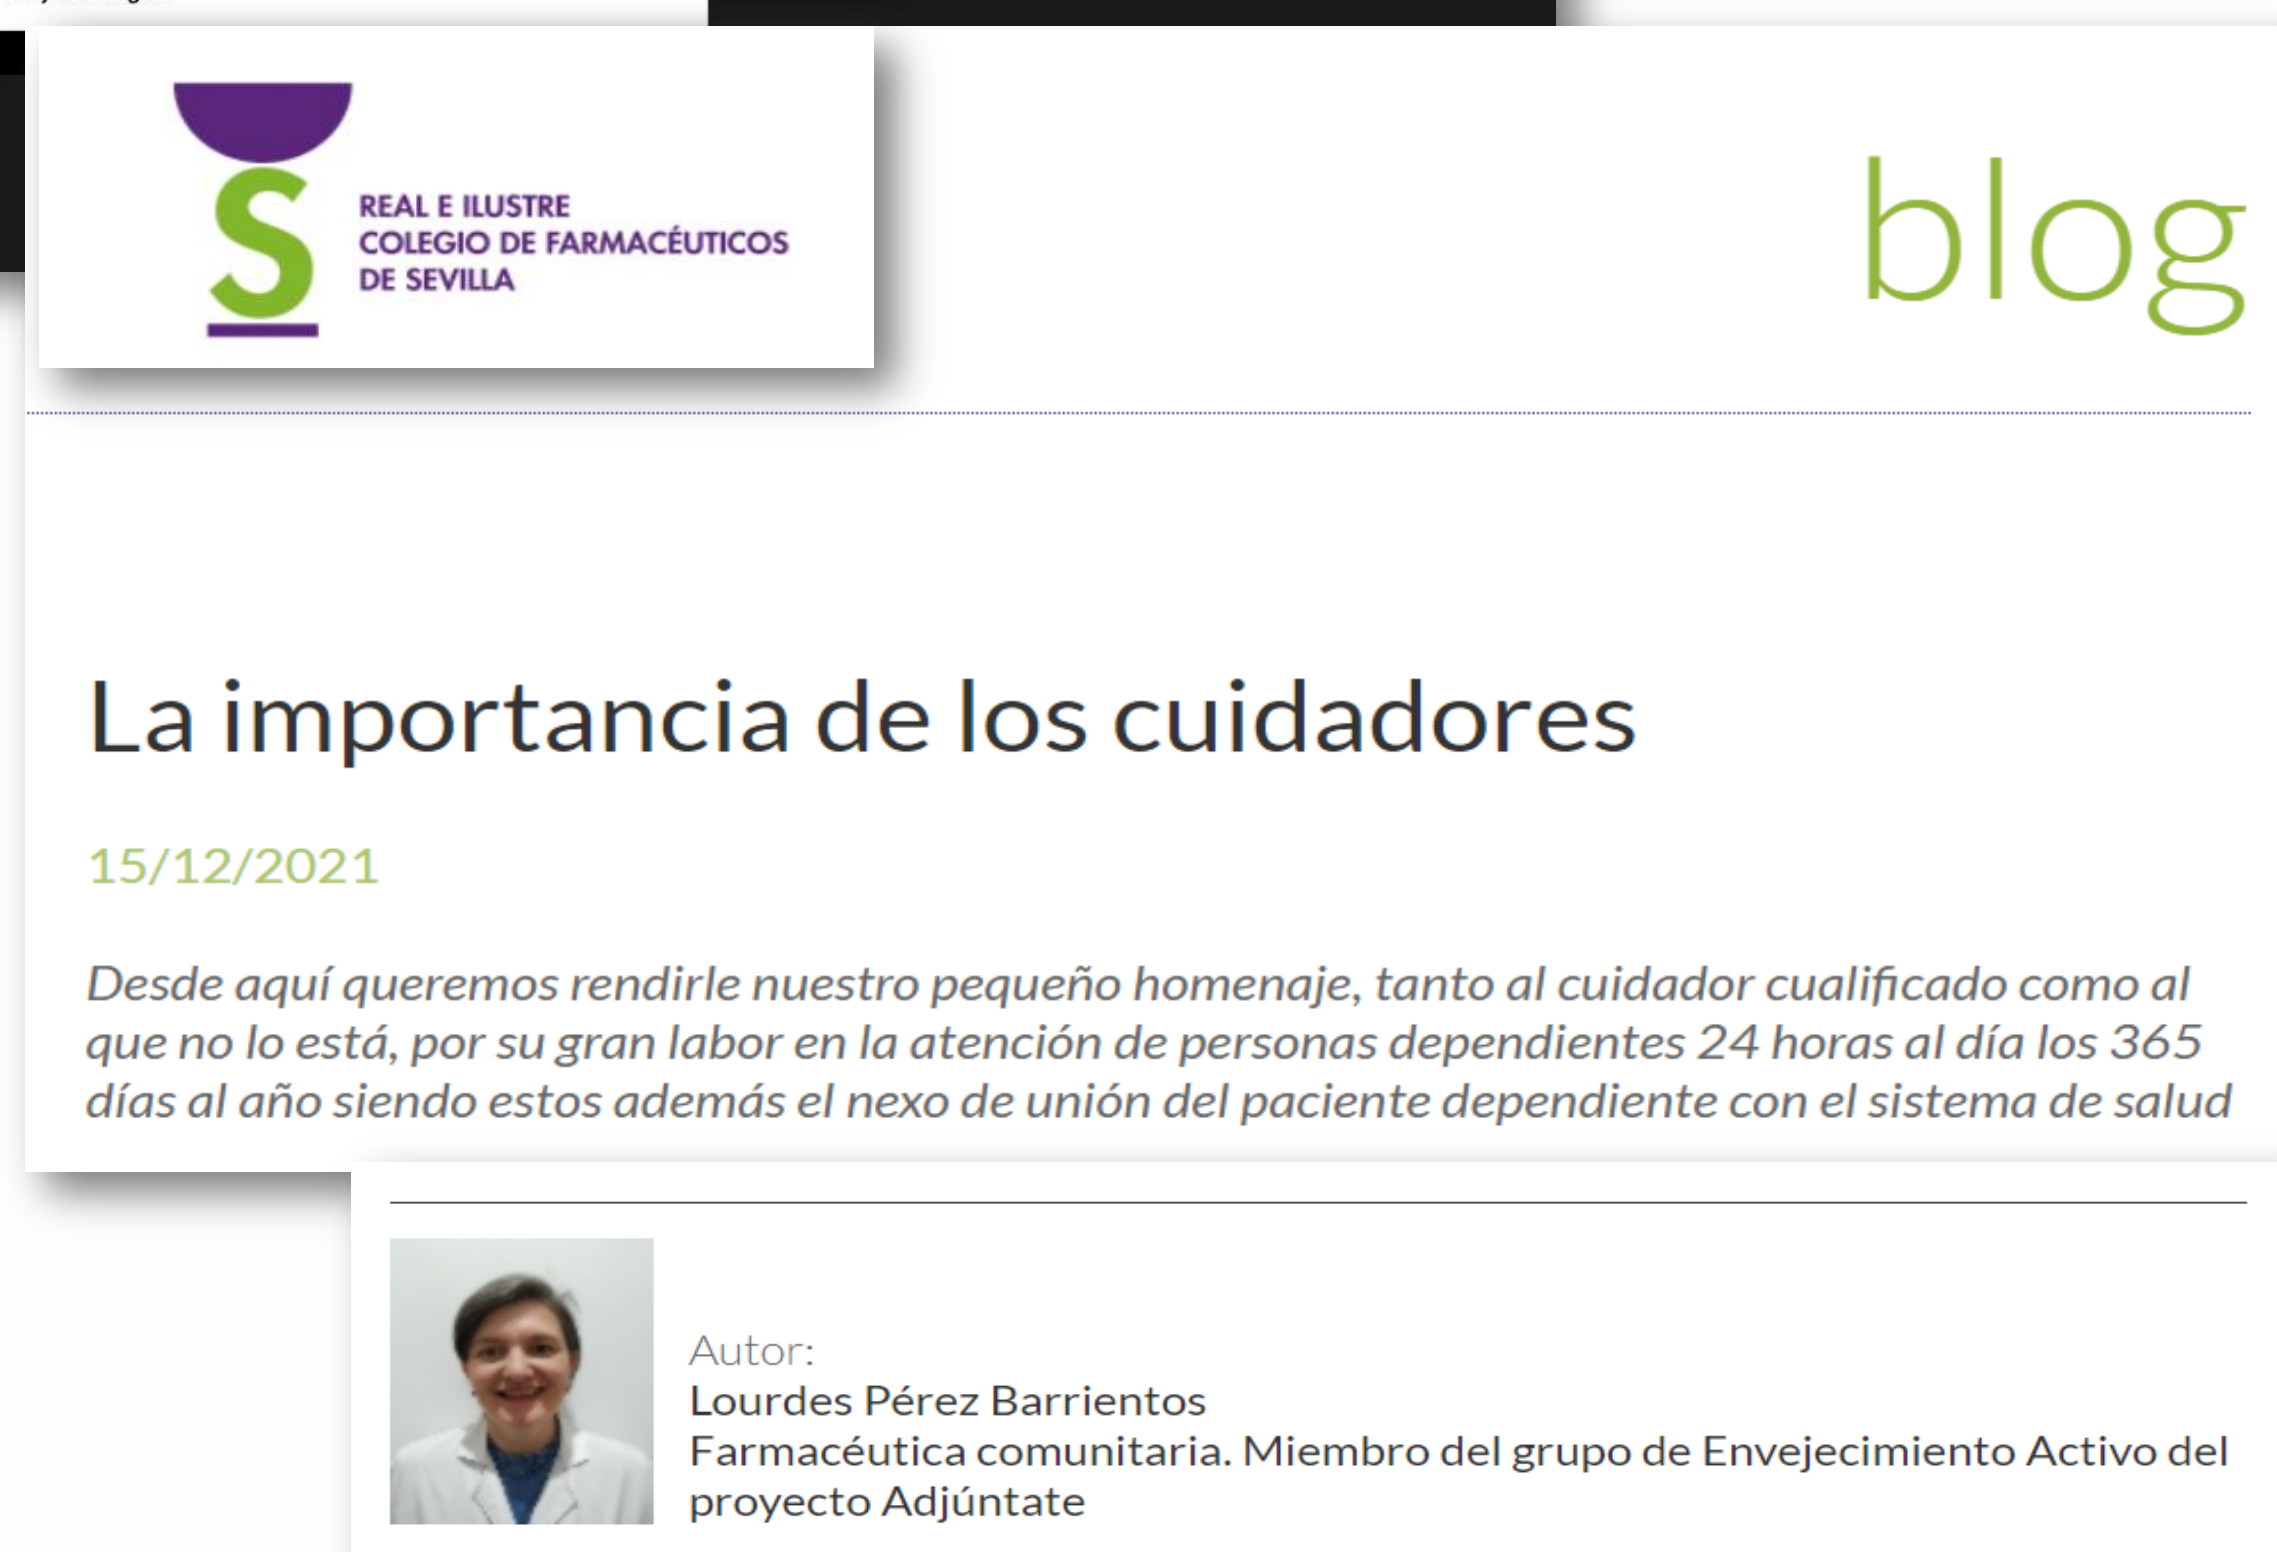 REAL E ILUSTRE
COLEGIO DE FARMACÉUTICOS
DE SEVILLA
blog
La importancia de los cuidadores
15/12/2021
Desde aquí queremos rendirle nuestro pequeño homenaje, tanto al cuidador cualificado como al
que no lo está, por su gran labor en la atención de personas dependientes 24 horas al día los 365
días al año siendo estos además el nexo de unión del paciente dependiente con el sistema de salud
Autor:
Lourdes Pérez Barrientos
Farmacéutica comunitaria. Miembro del grupo de Envejecimiento Activo del
proyecto Adjúntate